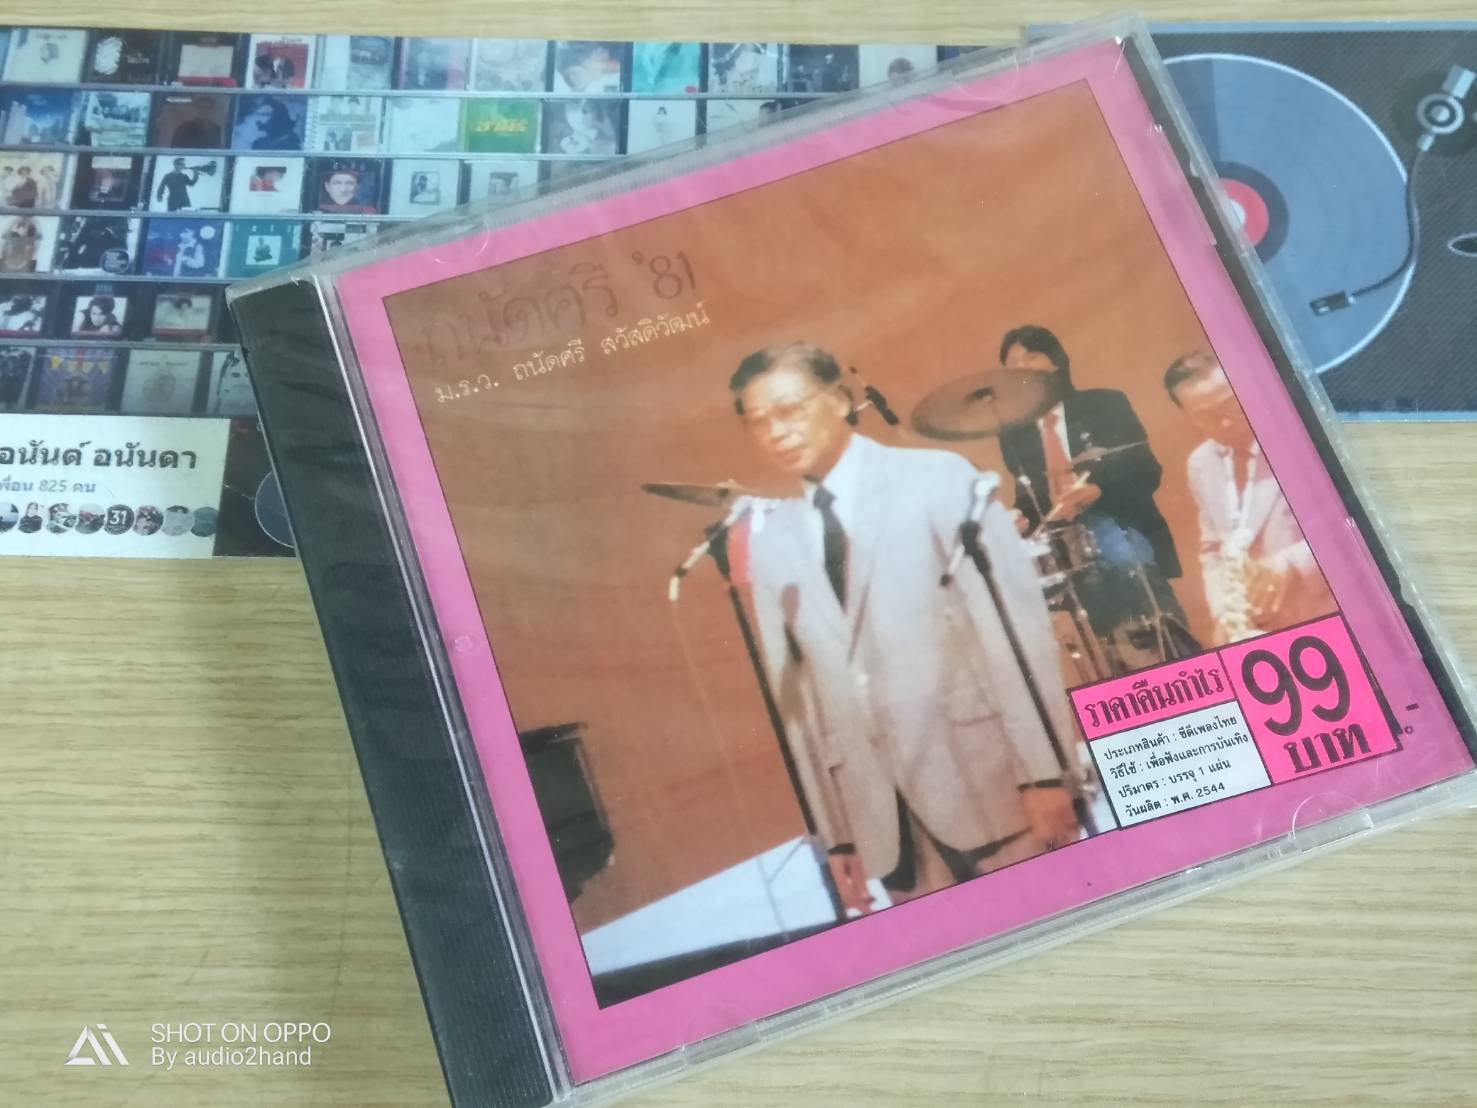 ถนัดศรี '81
ม.ร.ว. ถนัดศรี สวัสดิวัฒน์
ราคาคืนกำไร
99
บาท
ประเภทสินค้า : ซีดีเพลงไทย
วิธีใช้ : เพื่อฟังและการบันเทิง
ปริมาตร : บรรจุ 1 แผ่น
วันผลิต : พ.ศ. 2544
อนันต์ อนันดา
เพื่อน 825 คน
31
SHOT ON OPPO
By audio2hand